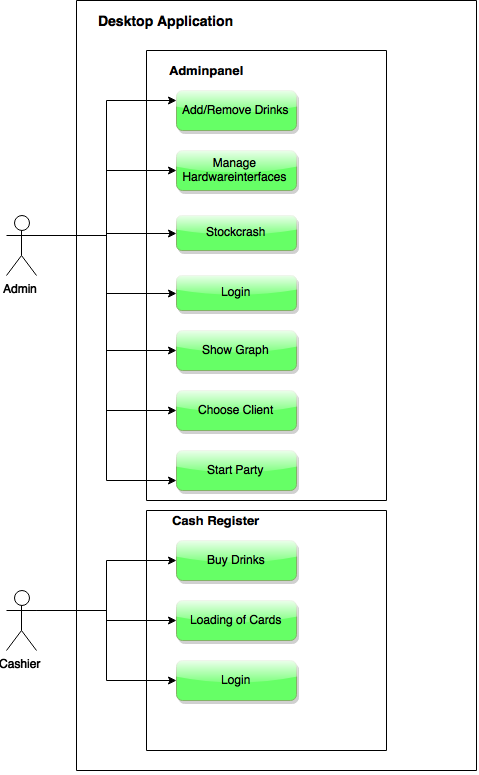 Desktop Application
Adminpanel
Add/Remove Drinks
Manage
Hardwareinterfaces
Stockcrash
Admin
Login
Show Graph
Choose Client
Start Party
Cash Register
Buy Drinks
Loading of Cards
Cashier
Login